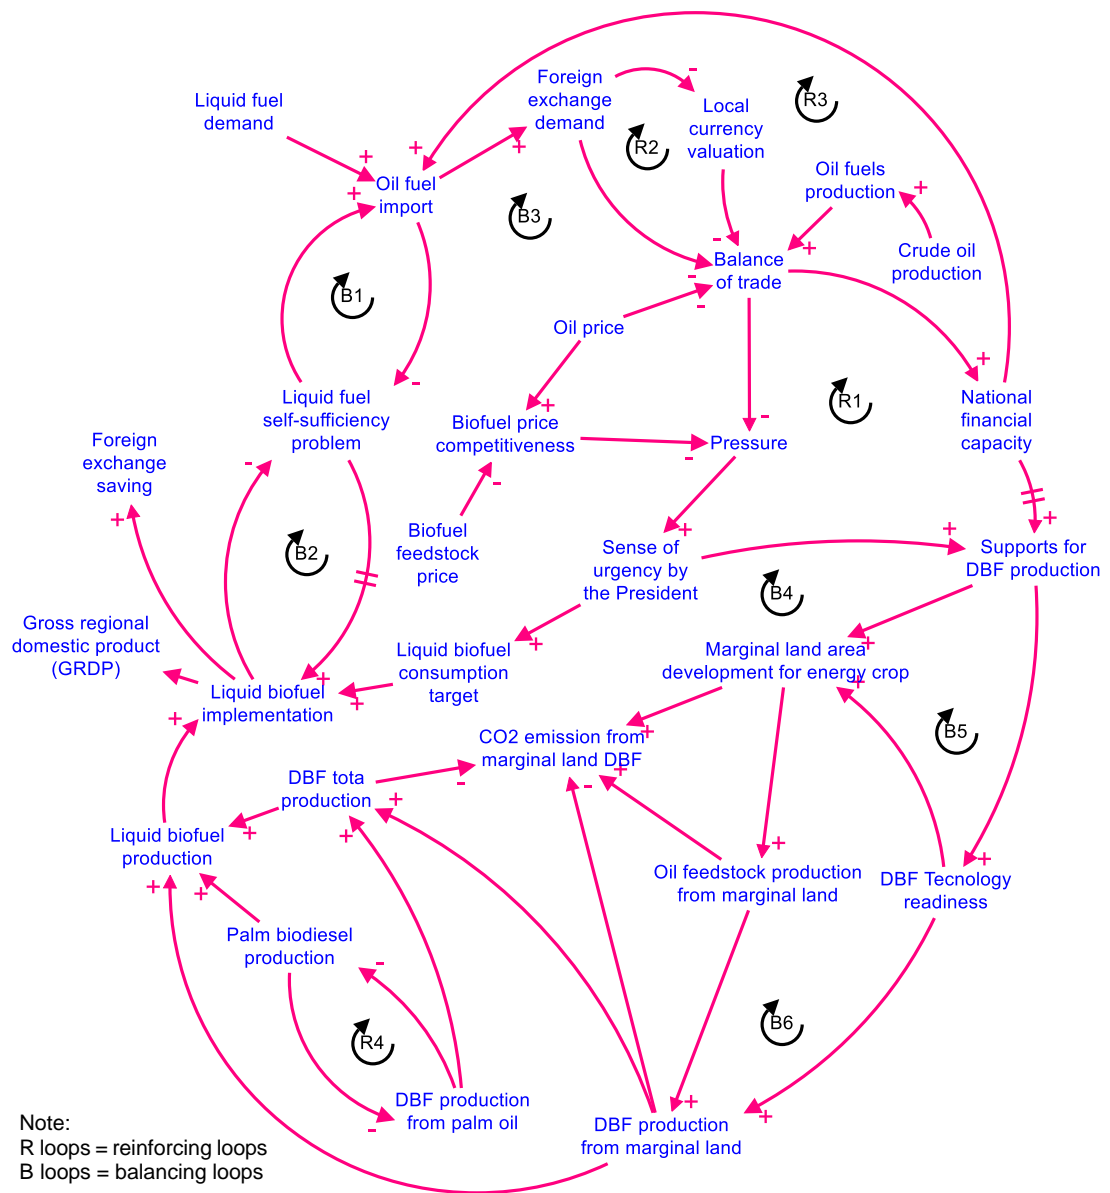 Liquid fuel
demand
Foreign
exchange
demand
Local
currency
valuation
R3
R2
Oil fuel
import
Oil fuels
production
Crude oil
production
B3
B1
Balance
of trade
Oil price
Liquid fuel
self-sufficiency
problem
Biofuel price
competitiveness
Pressure
R1
National
financial
capacity
Foreign
exchange
saving
B2
Biofuel
feedstock
price
Sense of
urgency by
the President
Supports for
DBF production
B4
Gross regional
domestic product
(GRDP)
Liquid biofuel
implementation
Liquid biofuel
consumption
target
Marginal land area
development for energy crop
B5
CO2 emission from
marginal land DBF
DBF tota
production
Liquid biofuel
production
Oil feedstock production
from marginal land
DBF Tecnology
readiness
Palm biodiesel
production
R4
B6
DBF production
from palm oil
DBF production
from marginal land
Note:
R loops = reinforcing loops
B loops = balancing loops